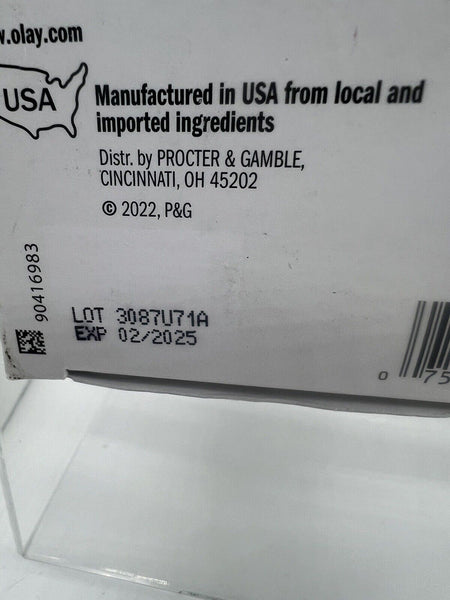 w.olay.com
USA
Manufactured in USA from local and
imported ingredients
Distr. by PROCTER & GAMBLE,
CINCINNATI, OH 45202
© 2022, P&G
90416983
LOT 3087U71A
EXP 02/2025
0 75